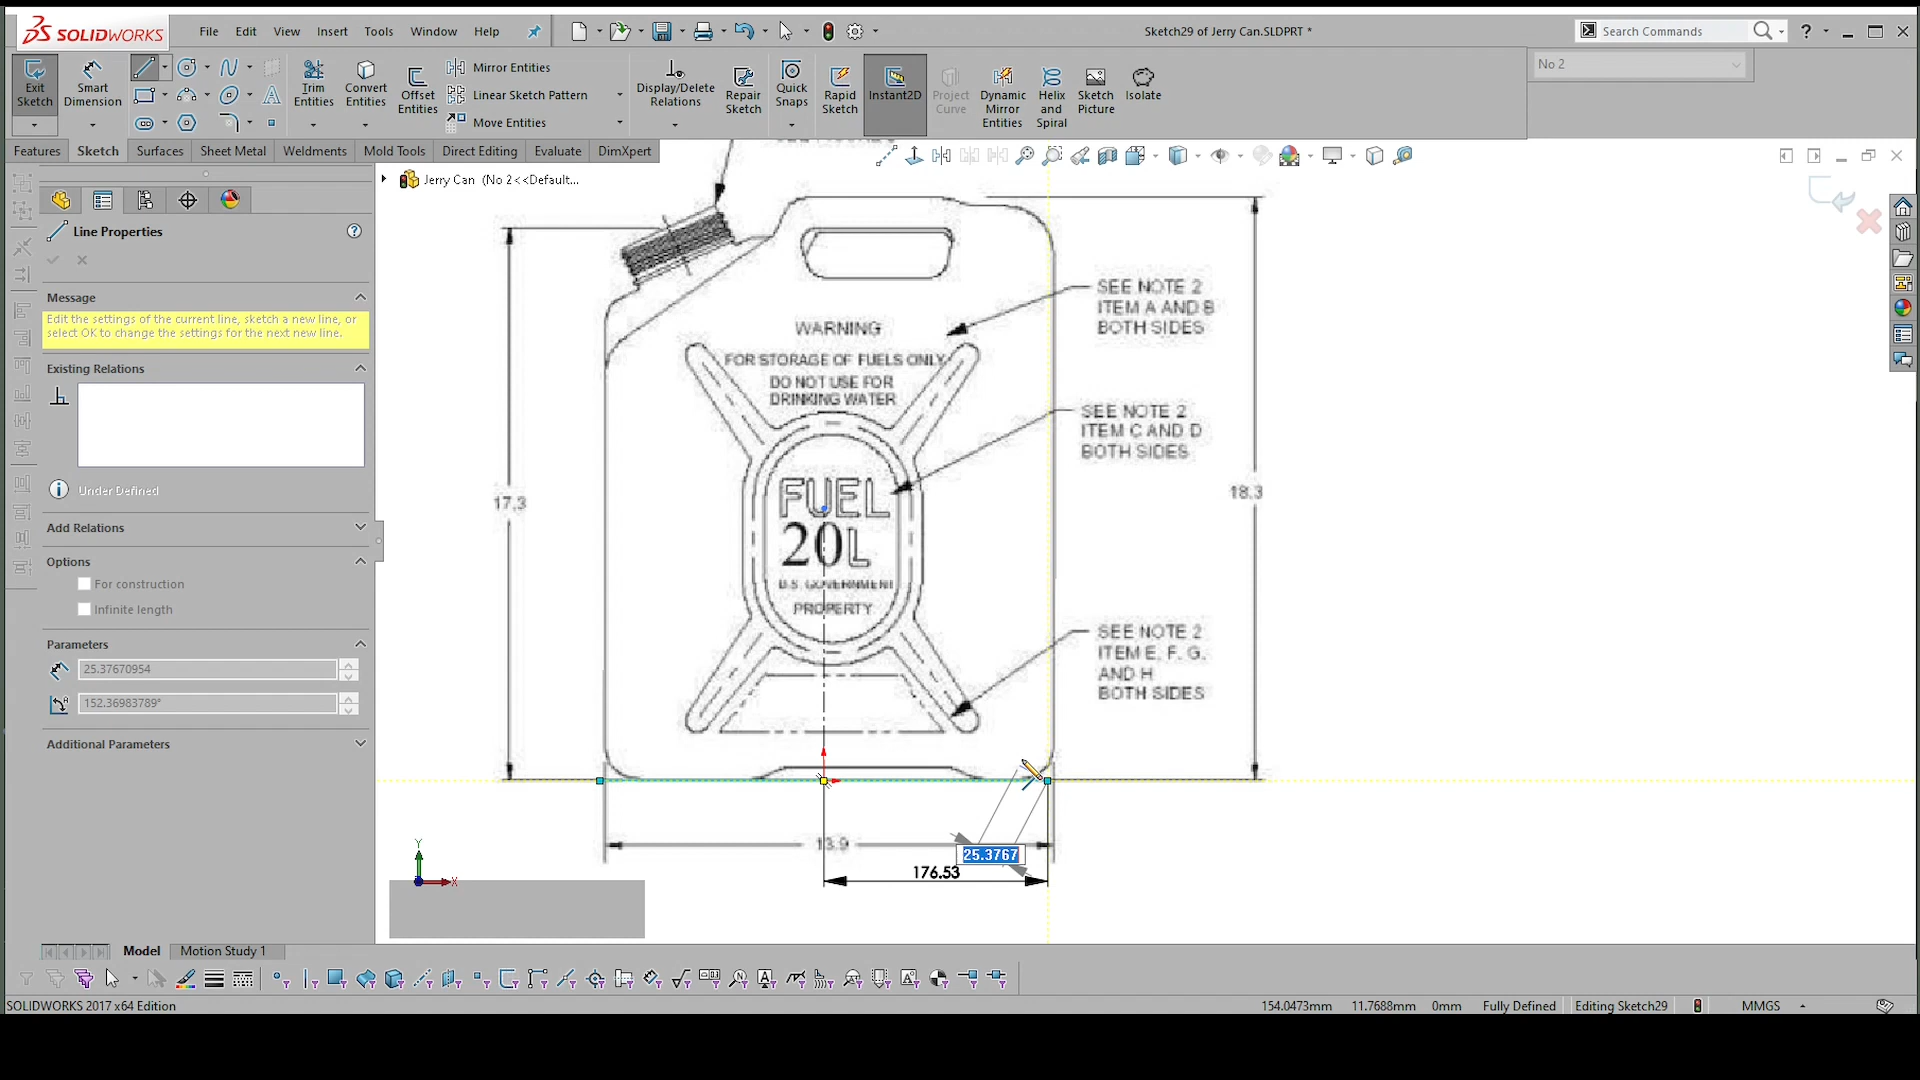 SOLIDWORKS File Edit View Insert Tools Window Help
Sketch29 of Jerry Can.SLDPRT *
Search Commands
?
Exit Sketch
Smart Dimension
Trim Entities
Convert Entities
Offset Entities
Mirror Entities
Linear Sketch Pattern
Move Entities
Display/Delete Relations
Repair Sketch
Quick Snaps
Rapid Sketch
Instant2D
Project Curve
Dynamic Mirror Entities
Helix and Spiral
Sketch Picture
Isolate
No 2
Features Sketch Surfaces Sheet Metal Weldments Mold Tools Direct Editing Evaluate DimXpert
Jerry Can (No 2<<Default...
Line Properties
Message
Edit the settings of the current line, sketch a new line, or
select OK to change the settings for the next new line.
Existing Relations
Under Defined
Add Relations
Options
For construction
Infinite length
Parameters
25.37670954
152.36983789°
Additional Parameters
SEE NOTE 2
ITEM A AND B
BOTH SIDES
WARNING
FOR STORAGE OF FUELS ONLY
DO NOT USE FOR
DRINKING WATER
SEE NOTE 2
ITEM C AND D
BOTH SIDES
FUEL
20L
U.S. GOVERNMENT
PROPERTY
17.3
18.3
SEE NOTE 2
ITEM E, F, G,
AND H
BOTH SIDES
13.9
25.3767
176.53
Y
X
Model Motion Study 1
SOLIDWORKS 2017 x64 Edition
154.0473mm 11.7688mm 0mm Fully Defined Editing Sketch29 MMGS